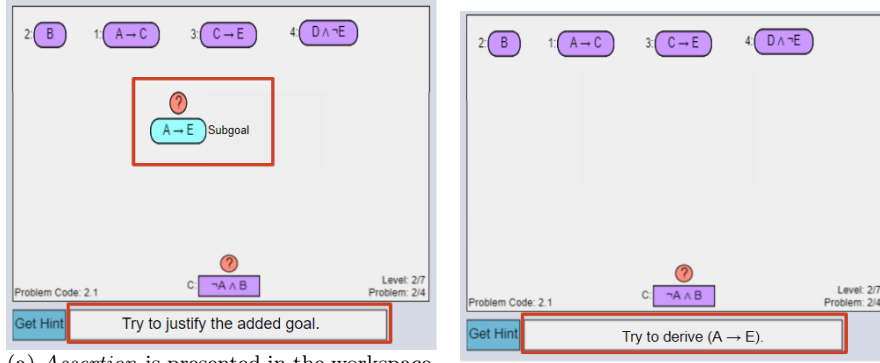 2: B 1: A → C 3: C → E 4: D ∧ ¬E
?
A → E Subgoal
?
C: ¬A ∧ B
Problem Code: 2.1
Level: 2/7
Problem: 2/4
Get Hint Try to justify the added goal.
(a) Assertion is presented in the workspace
2: B 1: A → C 3: C → E 4: D ∧ ¬E
?
C: ¬A ∧ B
Problem Code: 2.1
Level: 2/7
Problem: 2/4
Get Hint Try to derive (A → E).